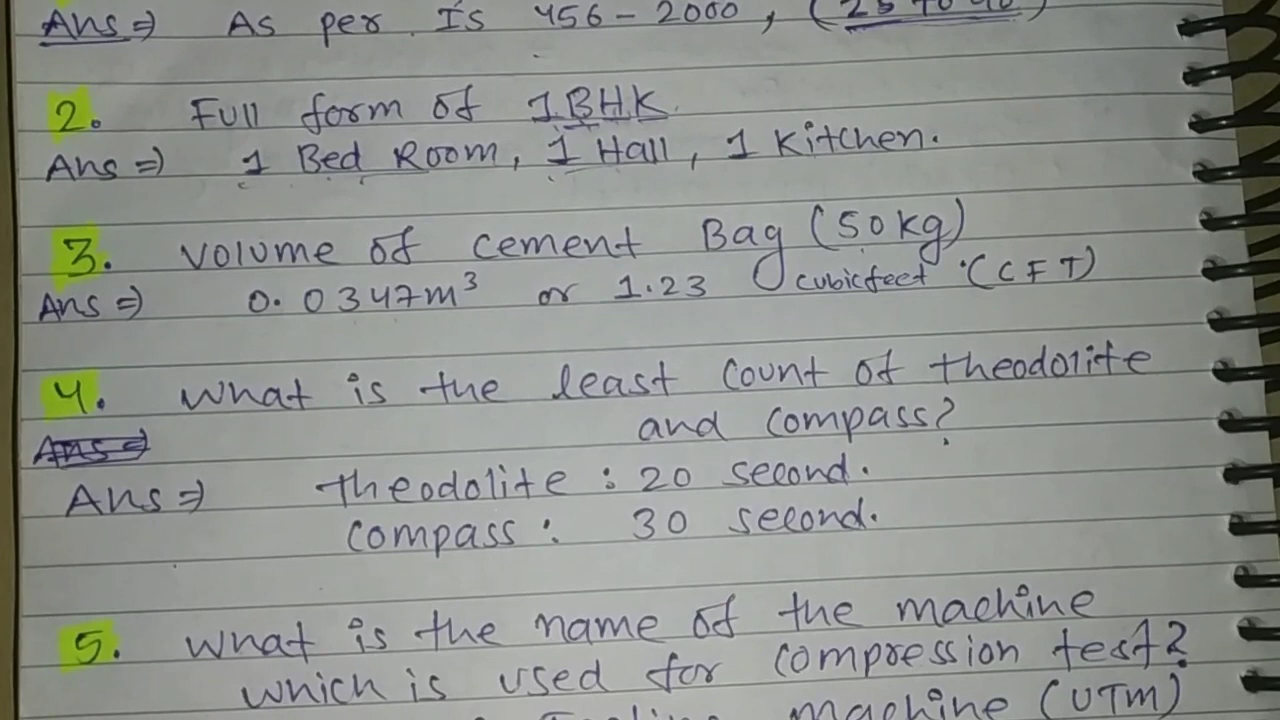 Ans ⇒ As per IS 456-2000, (
2. Full form of 1BHK.
Ans ⇒ 1 Bed Room, 1 Hall, 1 Kitchen.
3. Volume of cement Bag (50kg)
Ans ⇒ 0.0347m³ or 1.23 cubicfeet (CFT)
4. What is the least count of theodolite
and compass?
Ans ⇒
Ans ⇒ theodolite : 20 second.
compass : 30 second.
5. What is the name of the machine
which is used for compression test?
machine (UTM)